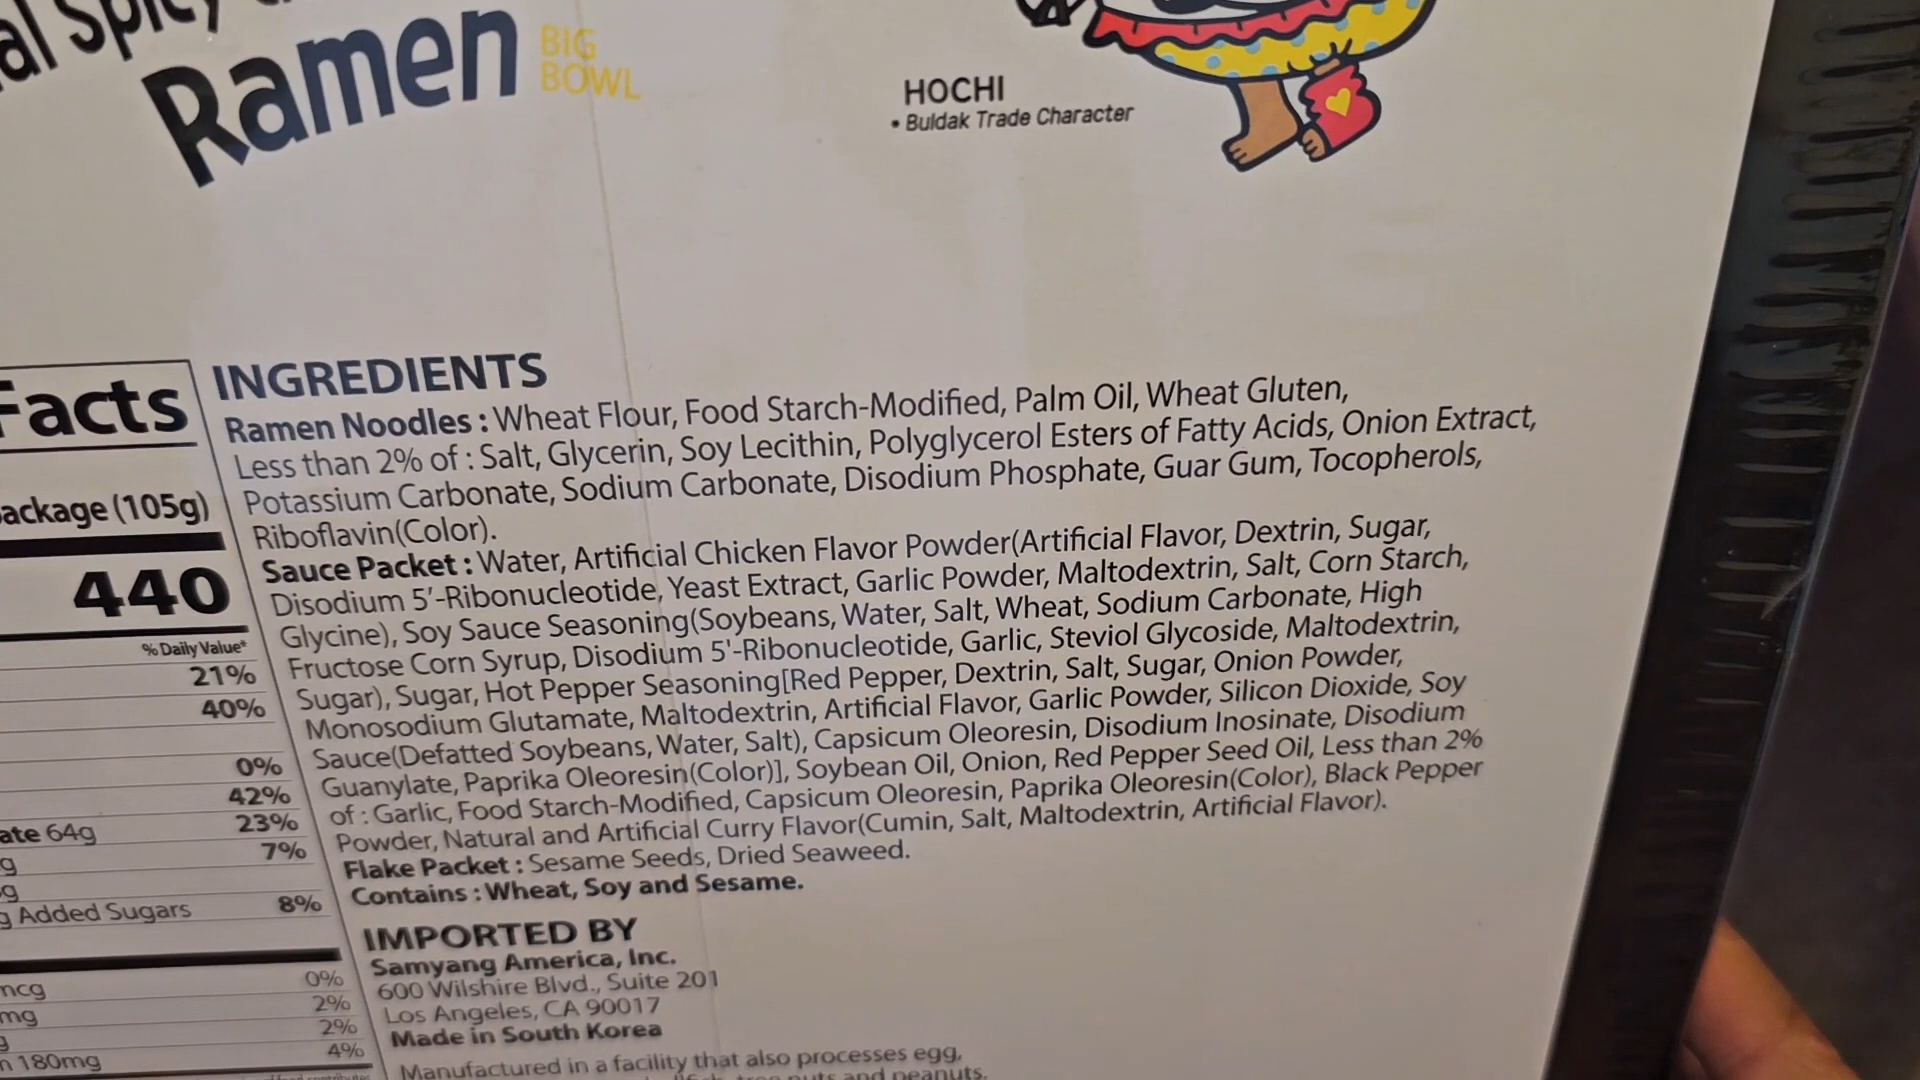 Spicy
Ramen BIG
BOWL
HOCHI
• Buldak Trade Character
Facts
(105g)
440
% Daily Value*
21%
40%
0%
42%
64g 23%
7%
Added Sugars 8%
0%
2%
2%
180mg 4%
INGREDIENTS
Ramen Noodles : Wheat Flour, Food Starch-Modified, Palm Oil, Wheat Gluten,
Less than 2% of : Salt, Glycerin, Soy Lecithin, Polyglycerol Esters of Fatty Acids, Onion Extract,
Potassium Carbonate, Sodium Carbonate, Disodium Phosphate, Guar Gum, Tocopherols,
Riboflavin(Color).
Sauce Packet : Water, Artificial Chicken Flavor Powder(Artificial Flavor, Dextrin, Sugar,
Disodium 5'-Ribonucleotide, Yeast Extract, Garlic Powder, Maltodextrin, Salt, Corn Starch,
Glycine), Soy Sauce Seasoning(Soybeans, Water, Salt, Wheat, Sodium Carbonate, High
Fructose Corn Syrup, Disodium 5'-Ribonucleotide, Garlic, Steviol Glycoside, Maltodextrin,
Sugar), Sugar, Hot Pepper Seasoning[Red Pepper, Dextrin, Salt, Sugar, Onion Powder,
Monosodium Glutamate, Maltodextrin, Artificial Flavor, Garlic Powder, Silicon Dioxide, Soy
Sauce(Defatted Soybeans, Water, Salt), Capsicum Oleoresin, Disodium Inosinate, Disodium
Guanylate, Paprika Oleoresin(Color)], Soybean Oil, Onion, Red Pepper Seed Oil, Less than 2%
of : Garlic, Food Starch-Modified, Capsicum Oleoresin, Paprika Oleoresin(Color), Black Pepper
Powder, Natural and Artificial Curry Flavor(Cumin, Salt, Maltodextrin, Artificial Flavor).
Flake Packet : Sesame Seeds, Dried Seaweed.
Contains : Wheat, Soy and Sesame.
IMPORTED BY
Samyang America, Inc.
600 Wilshire Blvd., Suite 201
Los Angeles, CA 90017
Made in South Korea
Manufactured in a facility that also processes egg,
nuts and peanuts.